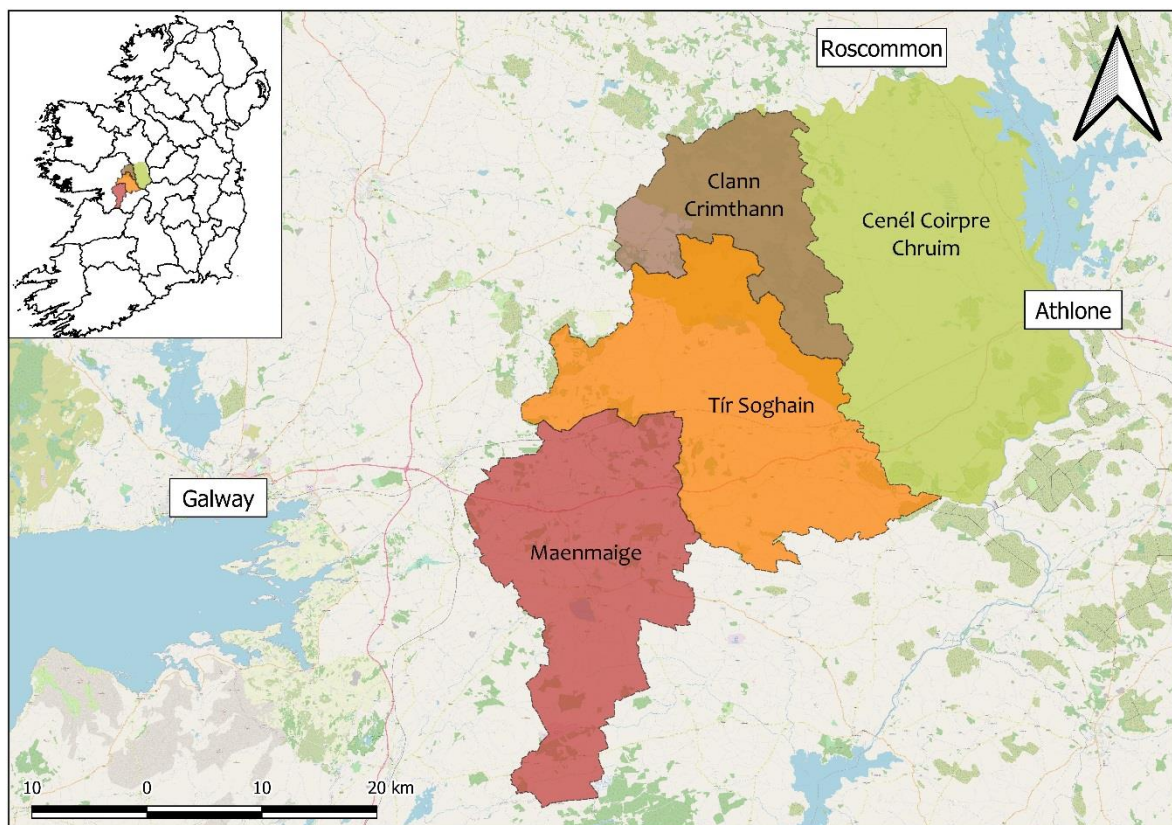 Roscommon
Clann
Crimthann
Cenél Coirpre
Chruim
Athlone
Tír Soghain
Galway
Maenmaige
10 0 10 20 km